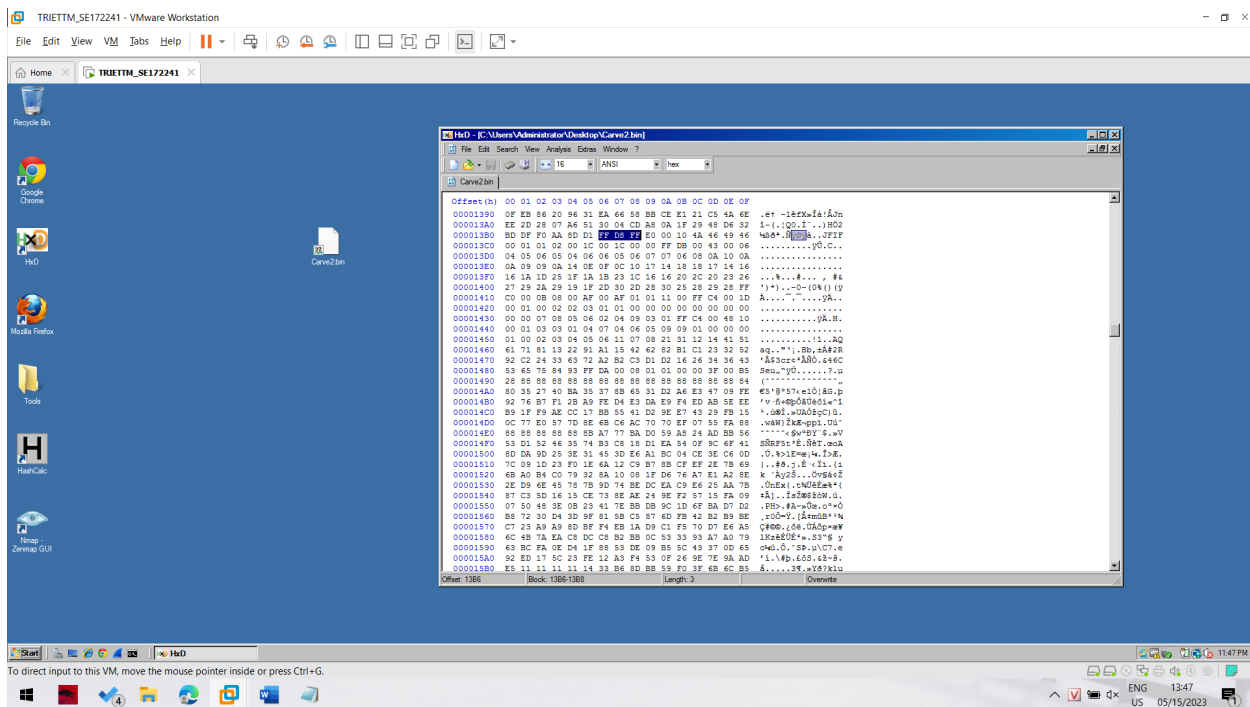 TRIETTM_SE172241 - VMware Workstation
File Edit View VM Tabs Help
Home
TRIETTM_SE172241
Recycle Bin
Google
Chrome
HxD
Mozilla Firefox
Tools
HashCalc
Nmap -
Zenmap GUI
Carve2.bin
HxD - [C:\Users\Administrator\Desktop\Carve2.bin]
File Edit Search View Analysis Extras Window ?
16 ANSI hex
Carve2.bin
Offset(h) 00 01 02 03 04 05 06 07 08 09 0A 0B 0C 0D 0E 0F
00001390 0F EB 86 20 96 31 EA 66 58 BB CE E1 21 C5 4A 6E
000013A0 EE 2D 28 07 A6 51 30 04 CD A8 0A 1F 29 48 D6 32
000013B0 BD DF F0 AA 8D D1 FF D8 FF E0 00 10 4A 46 49 46
000013C0 00 01 01 02 00 1C 00 1C 00 00 FF DB 00 43 00 06
000013D0 04 05 06 05 04 06 06 05 06 07 07 06 08 0A 10 0A
000013E0 0A 09 09 0A 14 0E 0F 0C 10 17 14 18 18 17 14 16
000013F0 16 1A 1D 25 1F 1A 1B 23 1C 16 16 20 2C 20 23 26
00001400 27 29 2A 29 19 1F 2D 30 2D 28 30 25 28 29 28 FF
00001410 C0 00 0B 08 00 AF 00 AF 01 01 11 00 FF C4 00 1D
00001420 00 01 00 02 02 03 01 01 00 00 00 00 00 00 00 00
00001430 00 00 07 08 05 06 02 04 09 03 01 FF C4 00 48 10
00001440 00 01 03 03 01 04 07 04 06 05 09 09 01 00 00 00
00001450 01 00 02 03 04 05 06 11 07 08 21 31 12 14 41 51
00001460 61 71 81 13 22 91 A1 15 42 62 82 B1 C1 23 32 52
00001470 92 C2 24 33 63 72 A2 B2 C3 D1 D2 16 26 34 36 43
00001480 53 65 75 84 93 FF DA 00 08 01 01 00 00 3F 00 B5
00001490 28 88 88 88 88 88 88 88 88 88 88 88 88 88 88 84
000014A0 80 35 27 40 BA 35 37 8B 65 31 D2 A6 E3 47 09 FE
000014B0 92 76 B7 F1 2B A9 FE D4 E3 DA E9 F4 ED AB 5E EE
000014C0 B9 1F F9 AE CC 17 BB 55 41 D2 9E E7 43 29 FB 15
000014D0 0C 77 E0 57 7D 8E 6B C6 AC 70 70 EF 07 55 FA 88
000014E0 88 88 88 88 88 8B A7 77 BA D0 59 A8 24 AD BB 56
000014F0 53 D1 52 46 35 74 B3 C8 18 D1 EA 54 0F 9C 6F 41
00001500 8D DA 9D 25 3E 31 45 3D E6 A1 BC 04 CE 3E C6 0D
00001510 7C 09 1D 23 F0 1E 6A 12 C9 B7 8B CF EF 2E 7B 69
00001520 6B A0 B4 C0 79 32 8A 10 08 1F D6 76 A7 E1 A2 8E
00001530 2E D9 6E 45 78 7B 9D 74 BE DC EA C9 E6 25 AA 7B
00001540 87 C3 5D 16 15 CE 73 8E AE 24 9E F2 57 15 FA 09
00001550 07 50 48 3E 0B 23 41 7E BB DB 9C 1D 6F BA D7 D2
00001560 B8 72 30 D4 3D 9F 81 5B C5 87 6D FB 42 B2 B9 BE
00001570 C7 23 A9 A9 8D BF F4 EB 1A D9 C1 F5 70 D7 E6 A5
00001580 6C 4B 7A EA C8 DC C8 B2 BB 0C 53 33 93 A7 A0 79
00001590 63 BC FA 0E D4 1F 88 53 DE 09 B5 5C 43 37 0D 65
000015A0 92 ED 17 5C 23 FE 12 A3 F4 53 0F 26 9E 7E 9A AD
000015B0 E5 11 11 11 11 14 33 B6 8D BB 59 F0 3F 6B 6C B5
Offset: 13B6 Block: 13B6-13B8 Length: 3 Overwrite
Start HxD 11:47 PM
To direct input to this VM, move the mouse pointer inside or press Ctrl+G.
4
ENG 13:47
US 05/15/2023
1